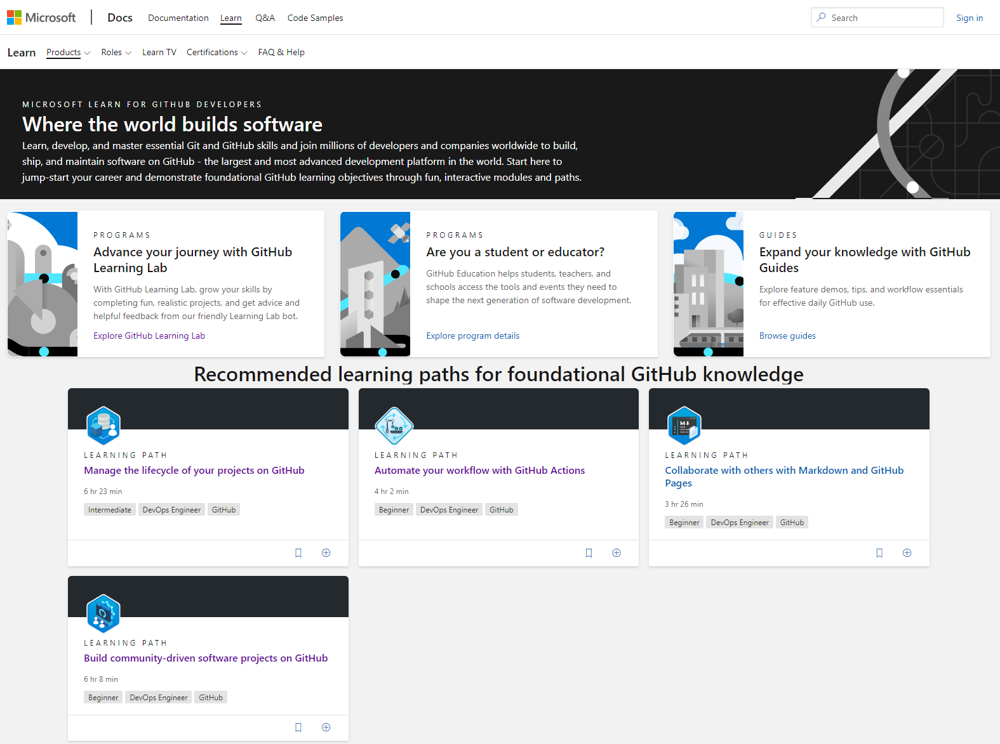 Microsoft | Docs Documentation Learn Q&A Code Samples Search Sign in
Learn Products Roles Learn TV Certifications FAQ & Help
MICROSOFT LEARN FOR GITHUB DEVELOPERS
Where the world builds software
Learn, develop, and master essential Git and GitHub skills and join millions of developers and companies worldwide to build,
ship, and maintain software on GitHub - the largest and most advanced development platform in the world. Start here to
jump-start your career and demonstrate foundational GitHub learning objectives through fun, interactive modules and paths.
PROGRAMS
Advance your journey with GitHub
Learning Lab
With GitHub Learning Lab, grow your skills by
completing fun, realistic projects, and get advice and
helpful feedback from our friendly Learning Lab bot.
Explore GitHub Learning Lab
PROGRAMS
Are you a student or educator?
GitHub Education helps students, teachers, and
schools access the tools and events they need to
shape the next generation of software development.
Explore program details
GUIDES
Expand your knowledge with GitHub
Guides
Explore feature demos, tips, and workflow essentials
for effective daily GitHub use.
Browse guides
Recommended learning paths for foundational GitHub knowledge
LEARNING PATH
Manage the lifecycle of your projects on GitHub
6 hr 23 min
Intermediate DevOps Engineer GitHub
LEARNING PATH
Automate your workflow with GitHub Actions
4 hr 2 min
Beginner DevOps Engineer GitHub
M
LEARNING PATH
Collaborate with others with Markdown and GitHub
Pages
3 hr 26 min
Beginner DevOps Engineer GitHub
LEARNING PATH
Build community-driven software projects on GitHub
6 hr 8 min
Beginner DevOps Engineer GitHub